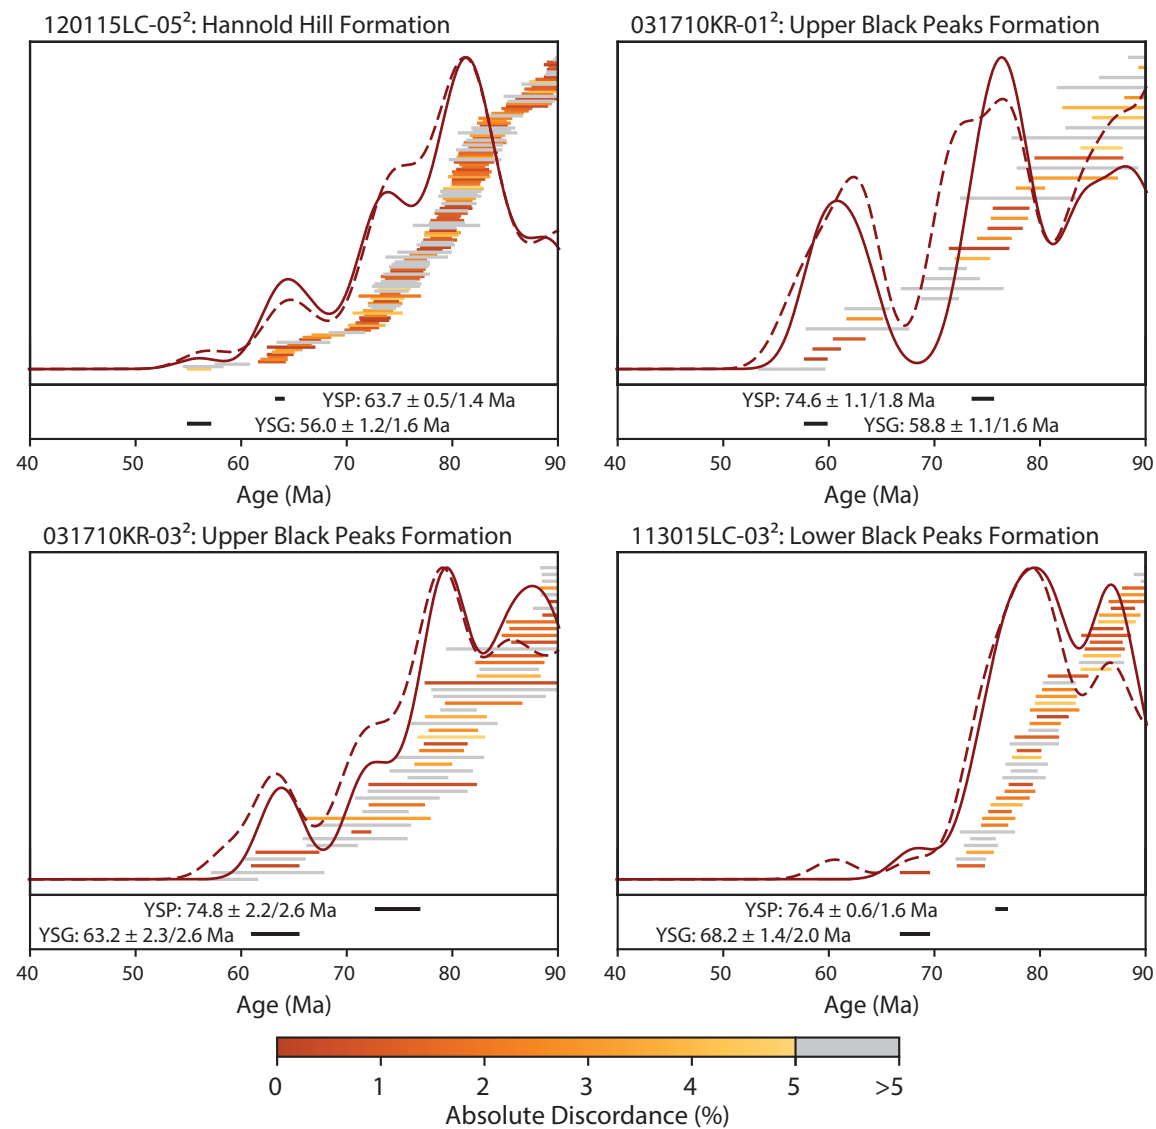 120115LC-05²: Hannold Hill Formation
YSP: 63.7 ± 0.5/1.4 Ma
YSG: 56.0 ± 1.2/1.6 Ma
40 50 60 70 80 90
Age (Ma)
031710KR-01²: Upper Black Peaks Formation
YSP: 74.6 ± 1.1/1.8 Ma
YSG: 58.8 ± 1.1/1.6 Ma
40 50 60 70 80 90
Age (Ma)
031710KR-03²: Upper Black Peaks Formation
YSP: 74.8 ± 2.2/2.6 Ma
YSG: 63.2 ± 2.3/2.6 Ma
40 50 60 70 80 90
Age (Ma)
113015LC-03²: Lower Black Peaks Formation
YSP: 76.4 ± 0.6/1.6 Ma
YSG: 68.2 ± 1.4/2.0 Ma
40 50 60 70 80 90
Age (Ma)
0 1 2 3 4 5 >5
Absolute Discordance (%)